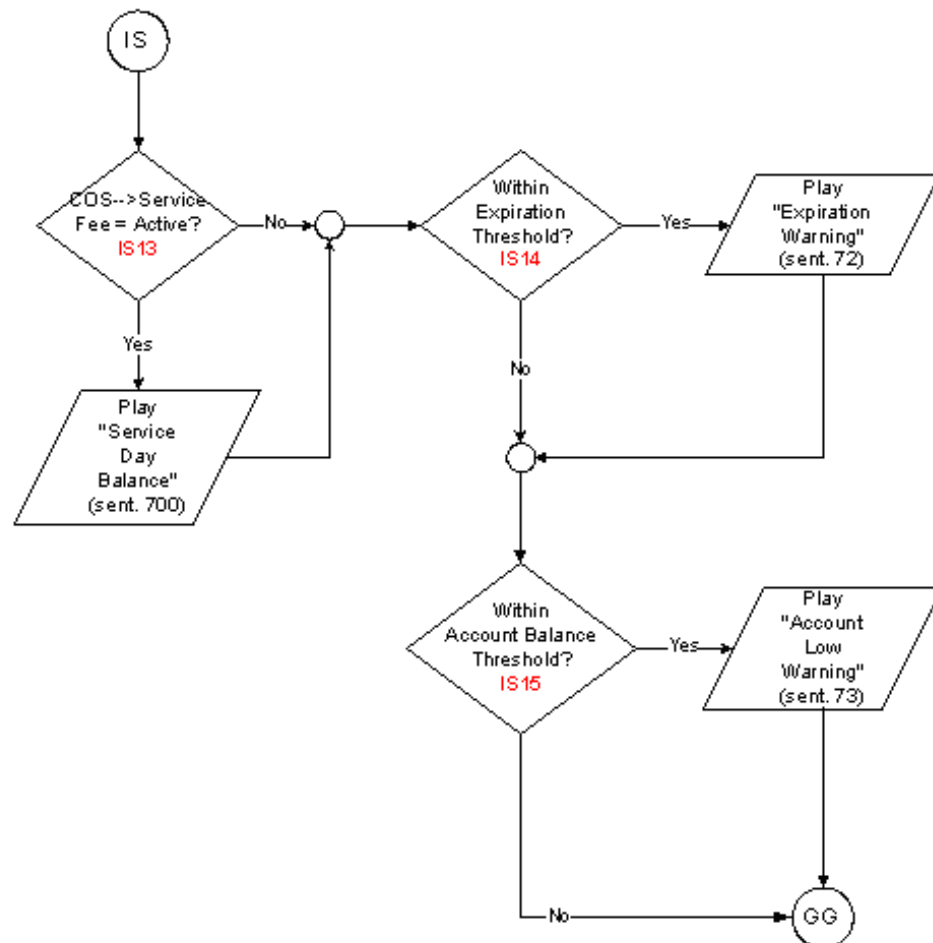 IS
COS-->Service
Fee = Active?
IS13
No
Yes
Play
"Service
Day
Balance"
(sent. 700)
Within
Expiration
Threshold?
IS14
Yes
Play
"Expiration
Warning"
(sent. 72)
No
Within
Account Balance
Threshold?
IS15
Yes
Play
"Account
Low
Warning"
(sent. 73)
No
GG